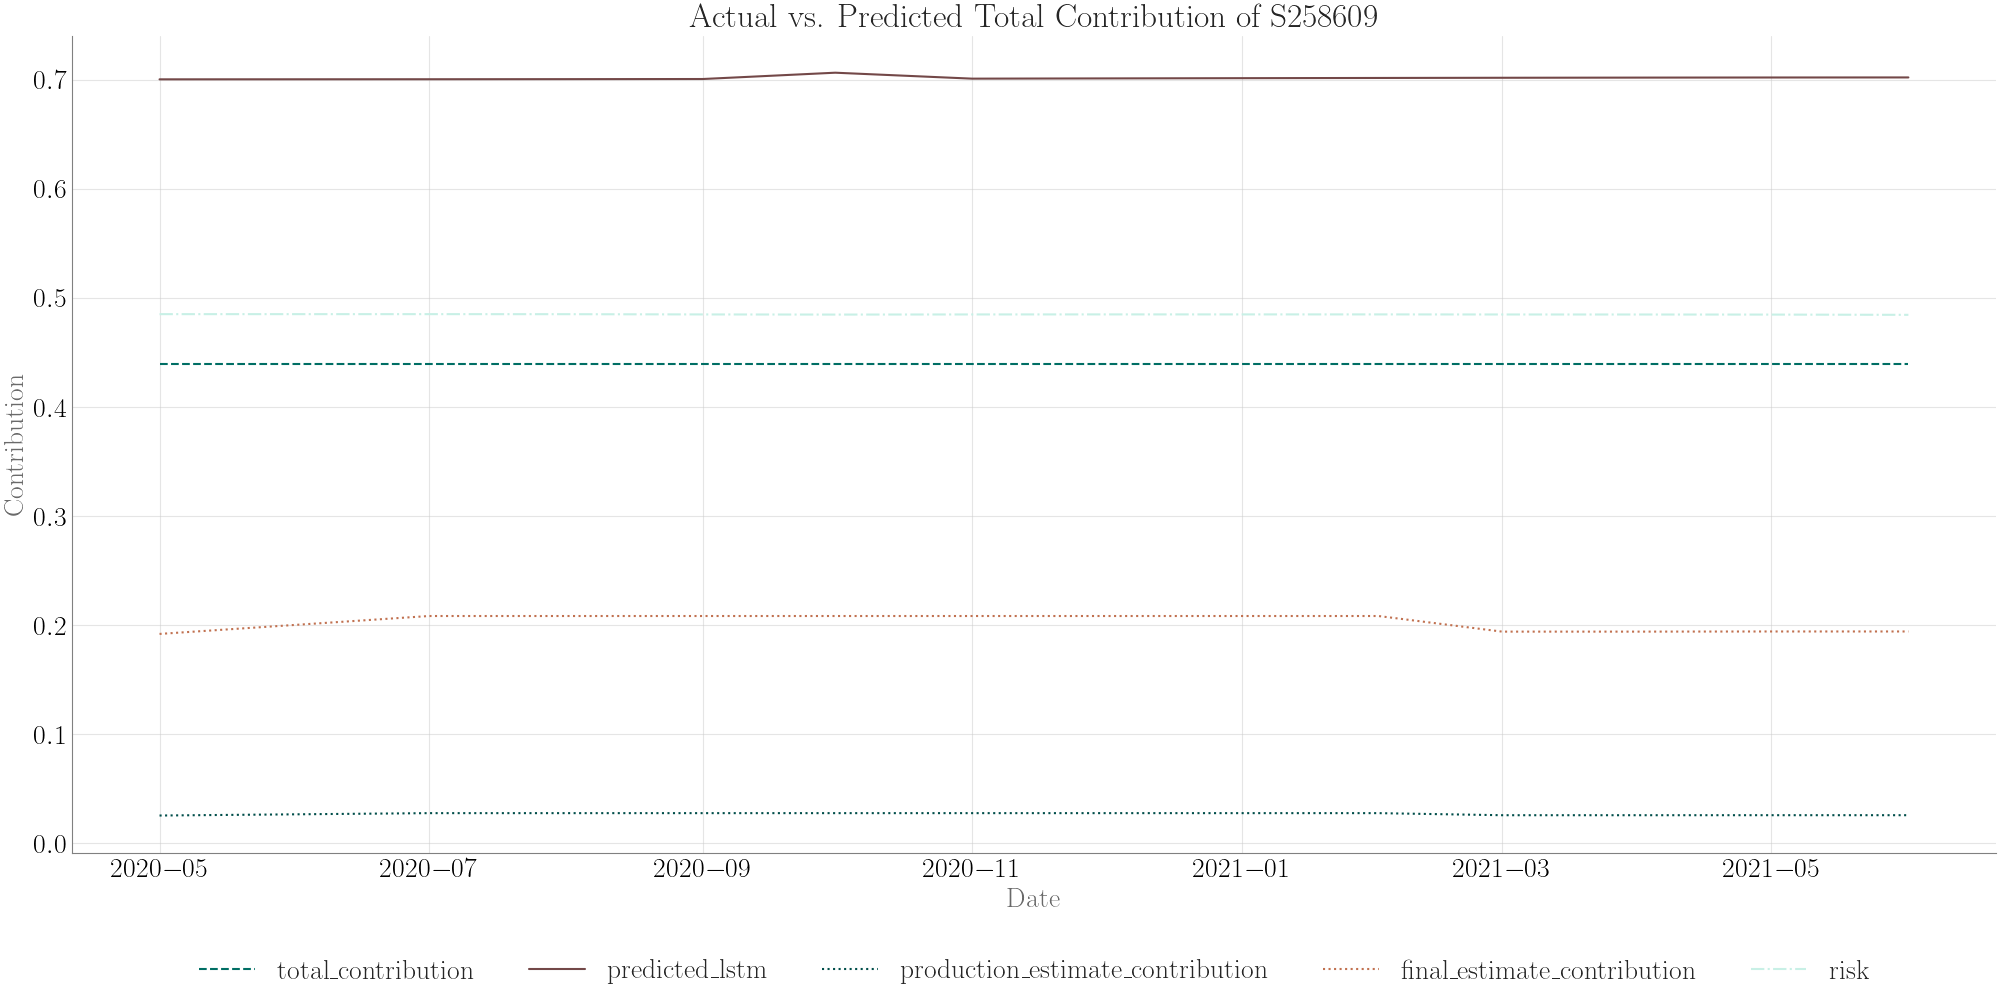 Actual vs. Predicted Total Contribution of S258609
0.7
0.6
0.5
0.4
0.3
0.2
0.1
0.0
Contribution
2020–05 2020–07 2020–09 2020–11 2021–01 2021–03 2021–05
Date
total_contribution predicted_lstm production_estimate_contribution final_estimate_contribution risk